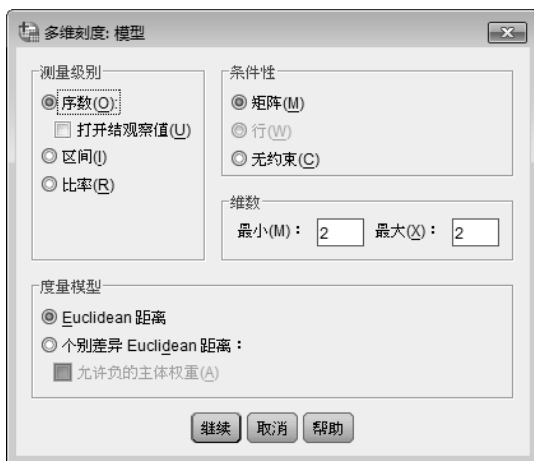 多维刻度: 模型
测量级别
序数(O):
打开结观察值(U)
区间(I)
比率(R)
条件性
矩阵(M)
行(W)
无约束(C)
维数
最小(M)： 2 最大(X)： 2
度量模型
Euclidean 距离
个别差异 Euclidean 距离：
允许负的主体权重(A)
继续 取消 帮助